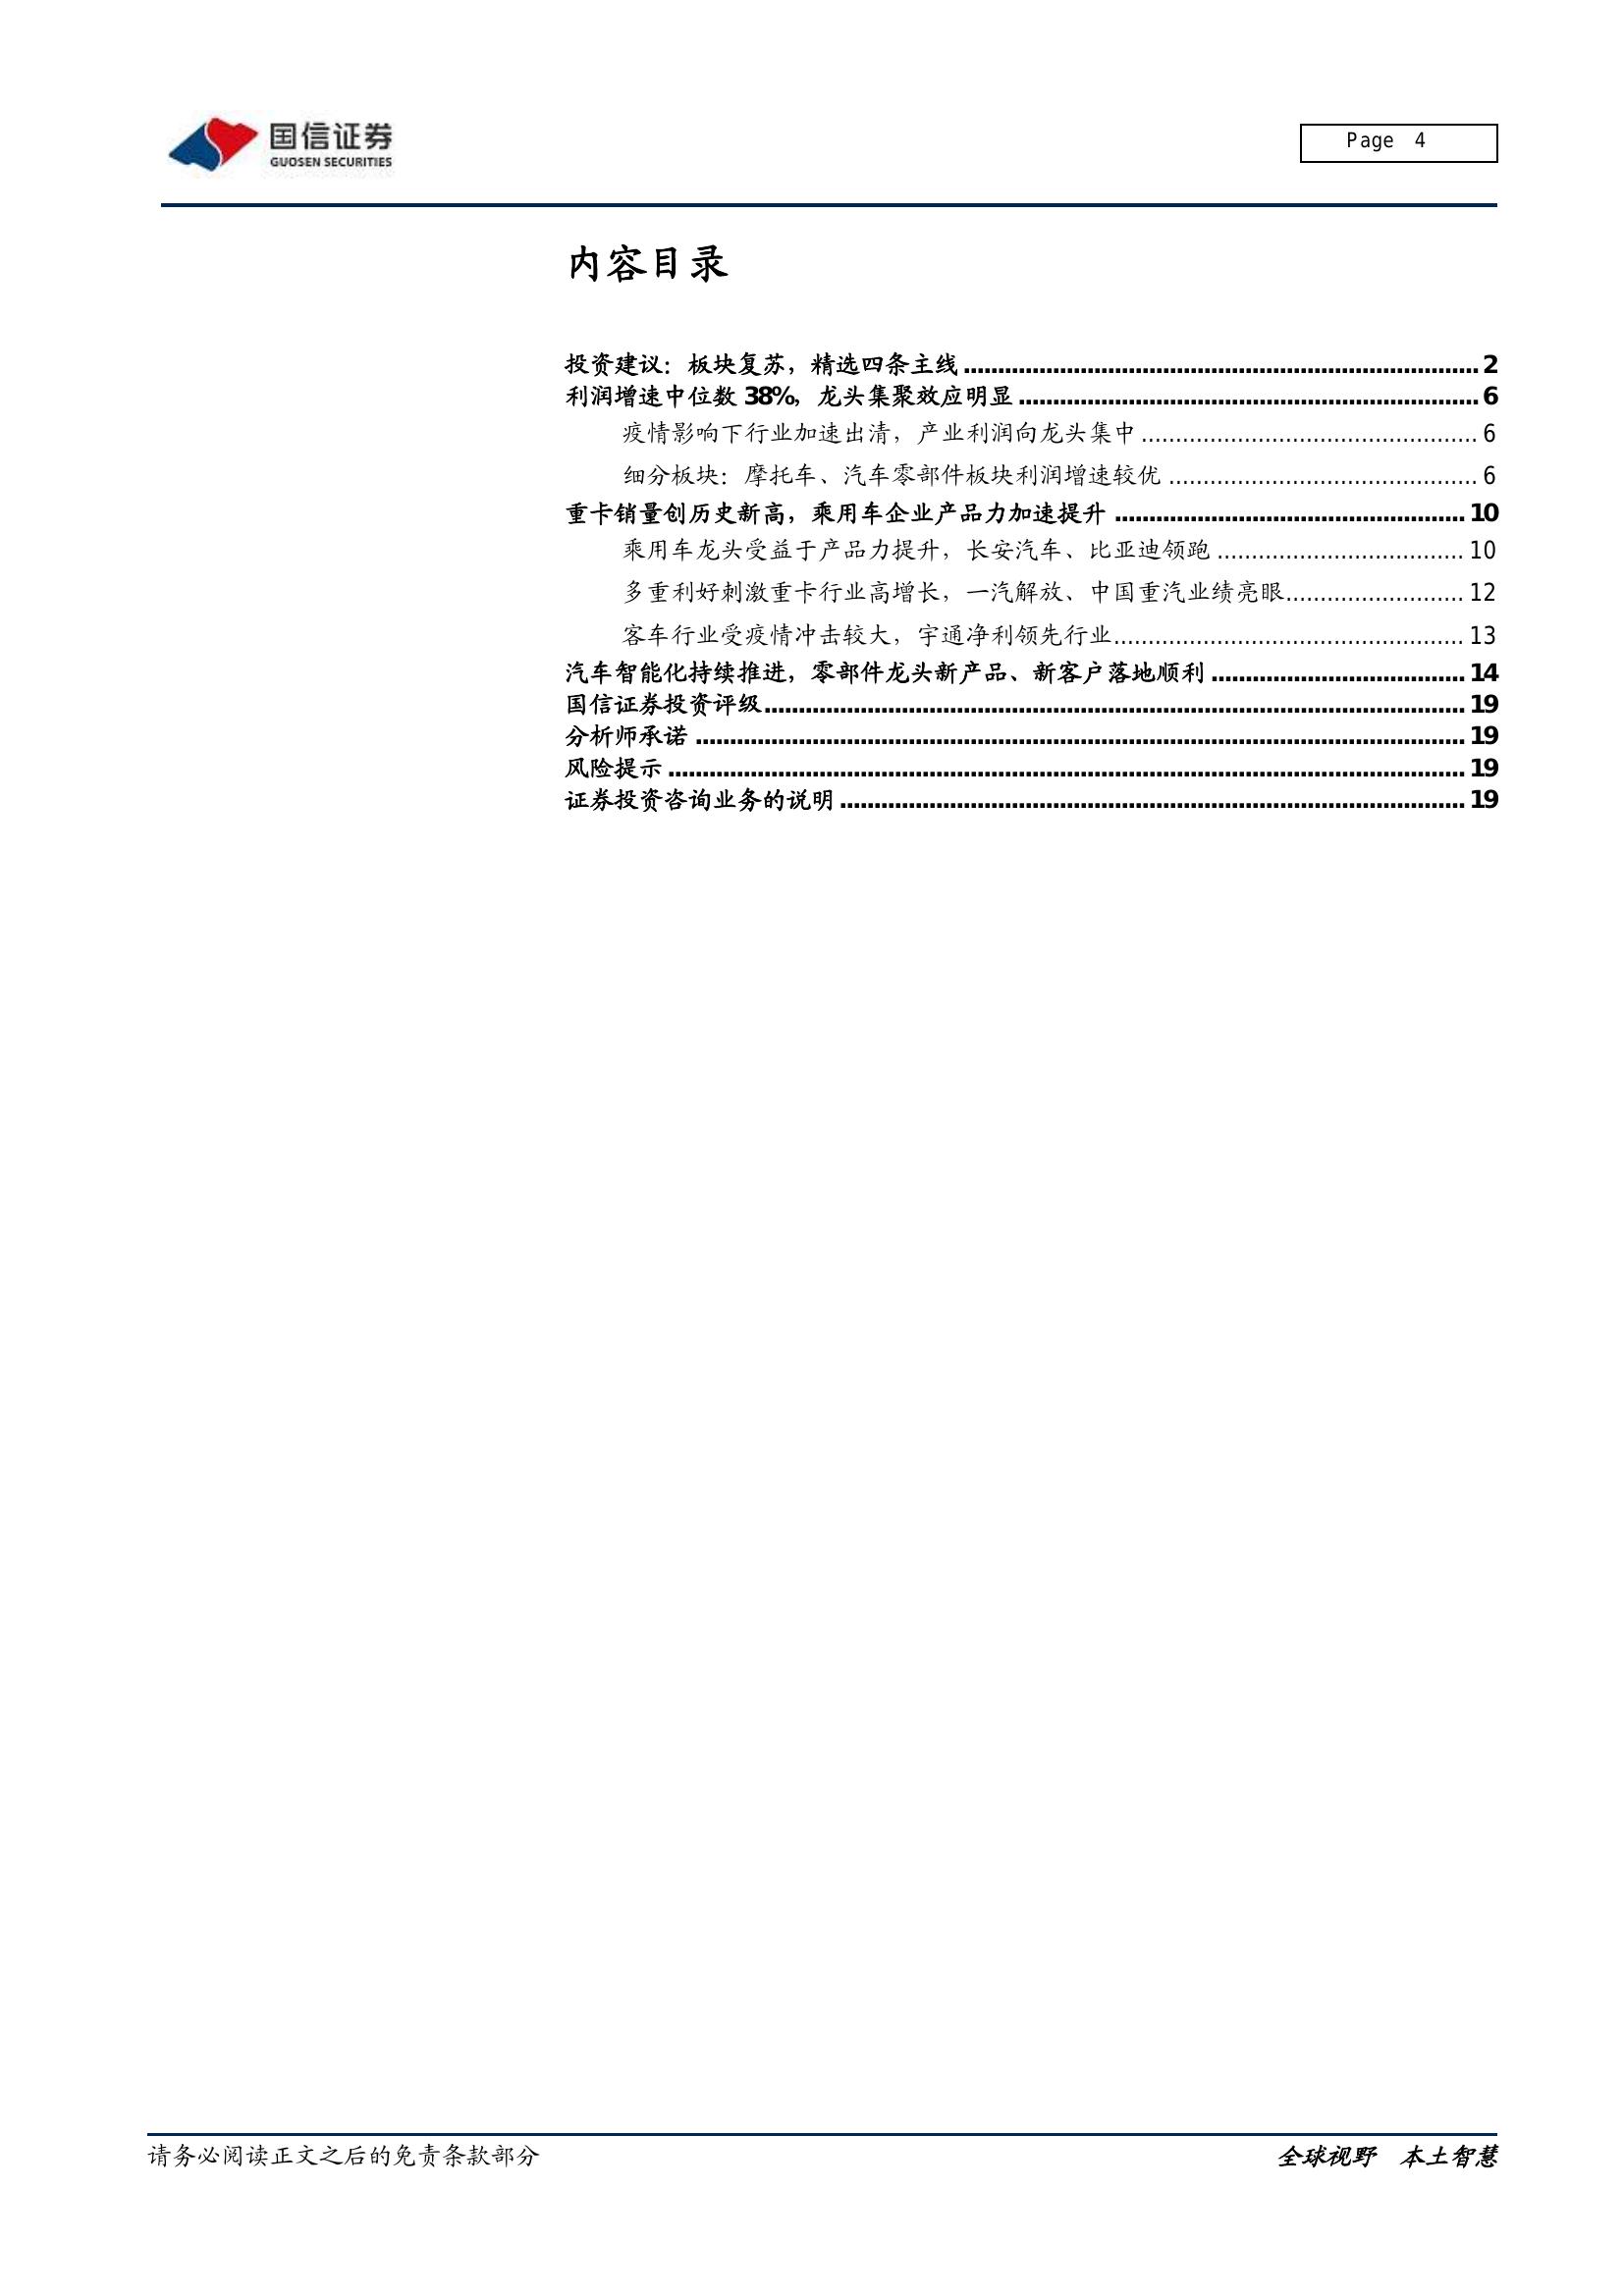 国信证券
GUOSEN SECURITIES
Page 4
内容目录
投资建议：板块复苏，精选四条主线 ........................................................................... 2
利润增速中位数 38%，龙头集聚效应明显 ................................................................... 6
疫情影响下行业加速出清，产业利润向龙头集中 ................................................. 6
细分板块：摩托车、汽车零部件板块利润增速较优 ............................................. 6
重卡销量创历史新高，乘用车企业产品力加速提升 ................................................... 10
乘用车龙头受益于产品力提升，长安汽车、比亚迪领跑 .................................... 10
多重利好刺激重卡行业高增长，一汽解放、中国重汽业绩亮眼.......................... 12
客车行业受疫情冲击较大，宇通净利领先行业................................................... 13
汽车智能化持续推进，零部件龙头新产品、新客户落地顺利 ..................................... 14
国信证券投资评级...................................................................................................... 19
分析师承诺 ................................................................................................................ 19
风险提示 .................................................................................................................... 19
证券投资咨询业务的说明 ........................................................................................... 19
请务必阅读正文之后的免责条款部分
全球视野 本土智慧